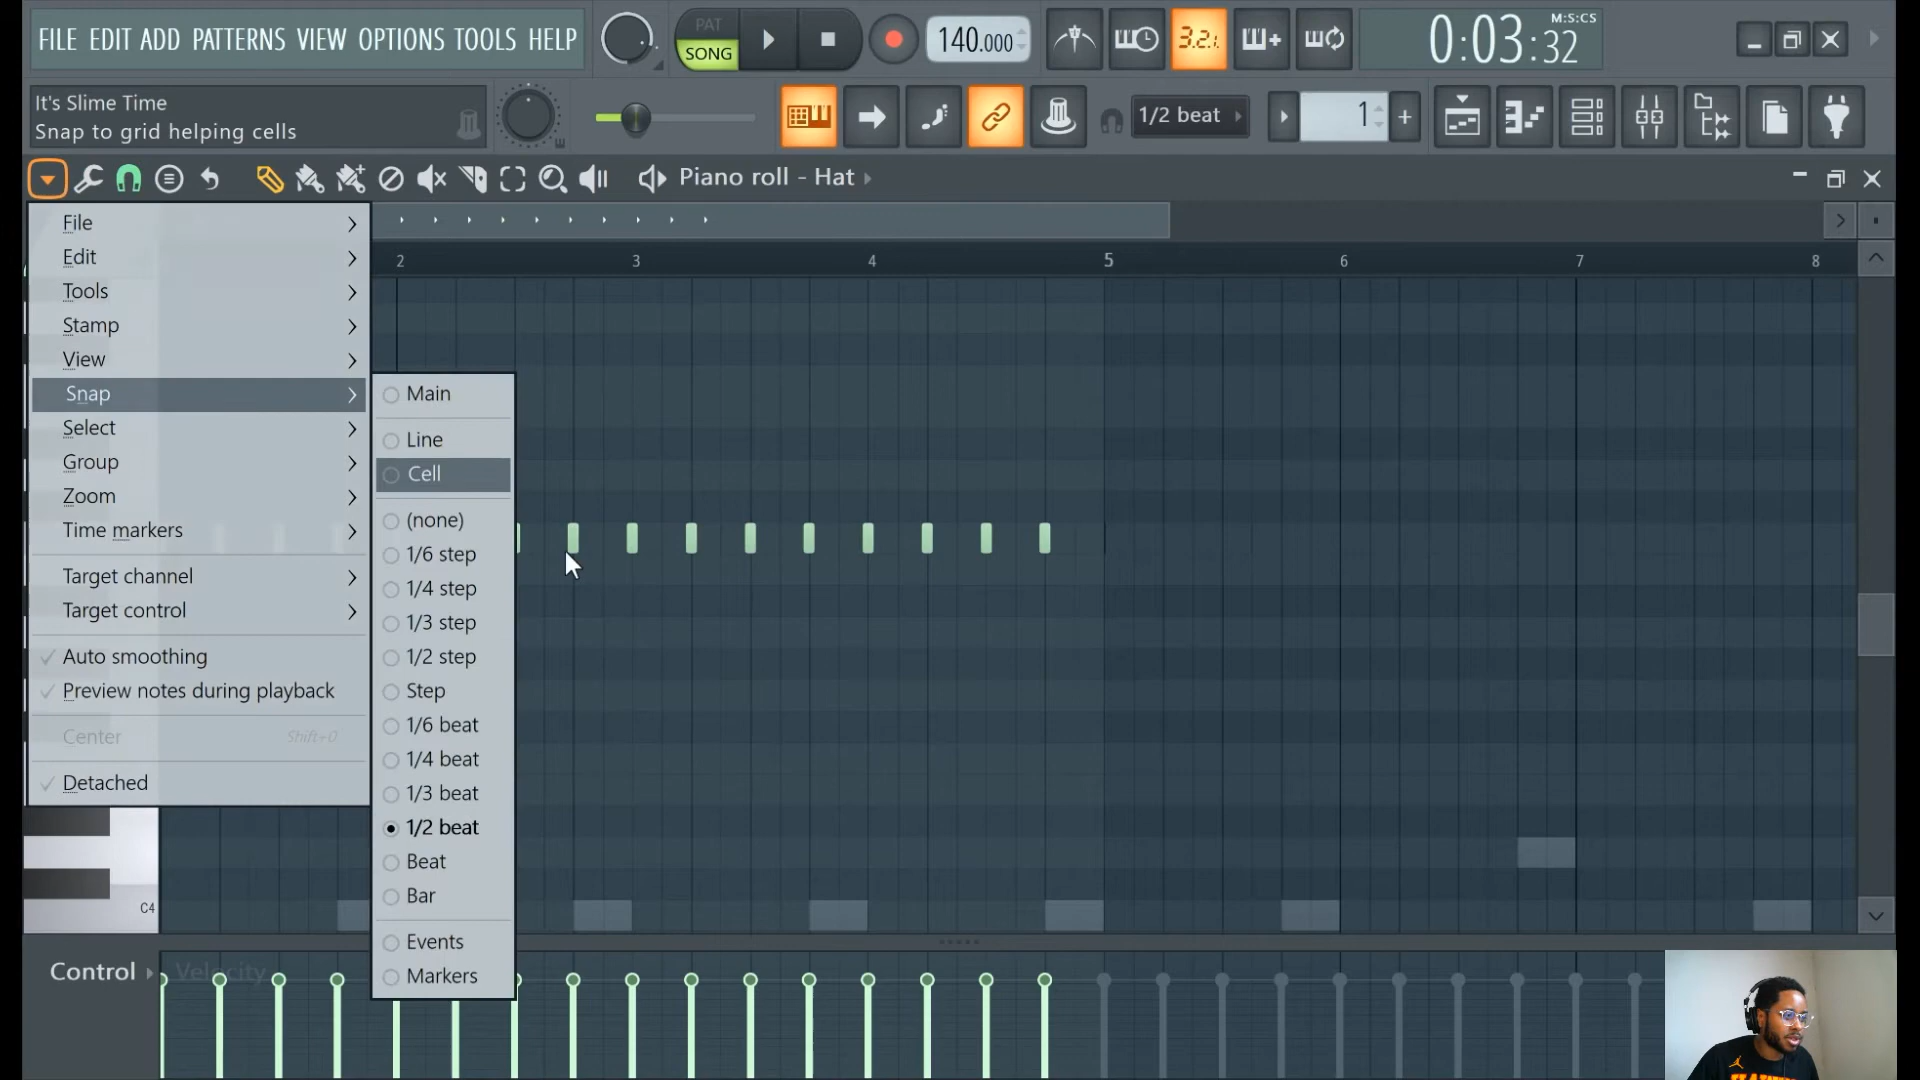 FILE EDIT ADD PATTERNS VIEW OPTIONS TOOLS HELP
PAT
SONG
140.000
3.2.1
M:S:CS
0:03:32
It's Slime Time
Snap to grid helping cells
1/2 beat
1
Piano roll - Hat
2 3 4 5 6 7 8
File
Edit
Tools
Stamp
View
Snap
Select
Group
Zoom
Time markers
Target channel
Target control
Auto smoothing
Preview notes during playback
Center Shift+0
Detached
Main
Line
Cell
(none)
1/6 step
1/4 step
1/3 step
1/2 step
Step
1/6 beat
1/4 beat
1/3 beat
1/2 beat
Beat
Bar
Events
Markers
C4
Control Velocity